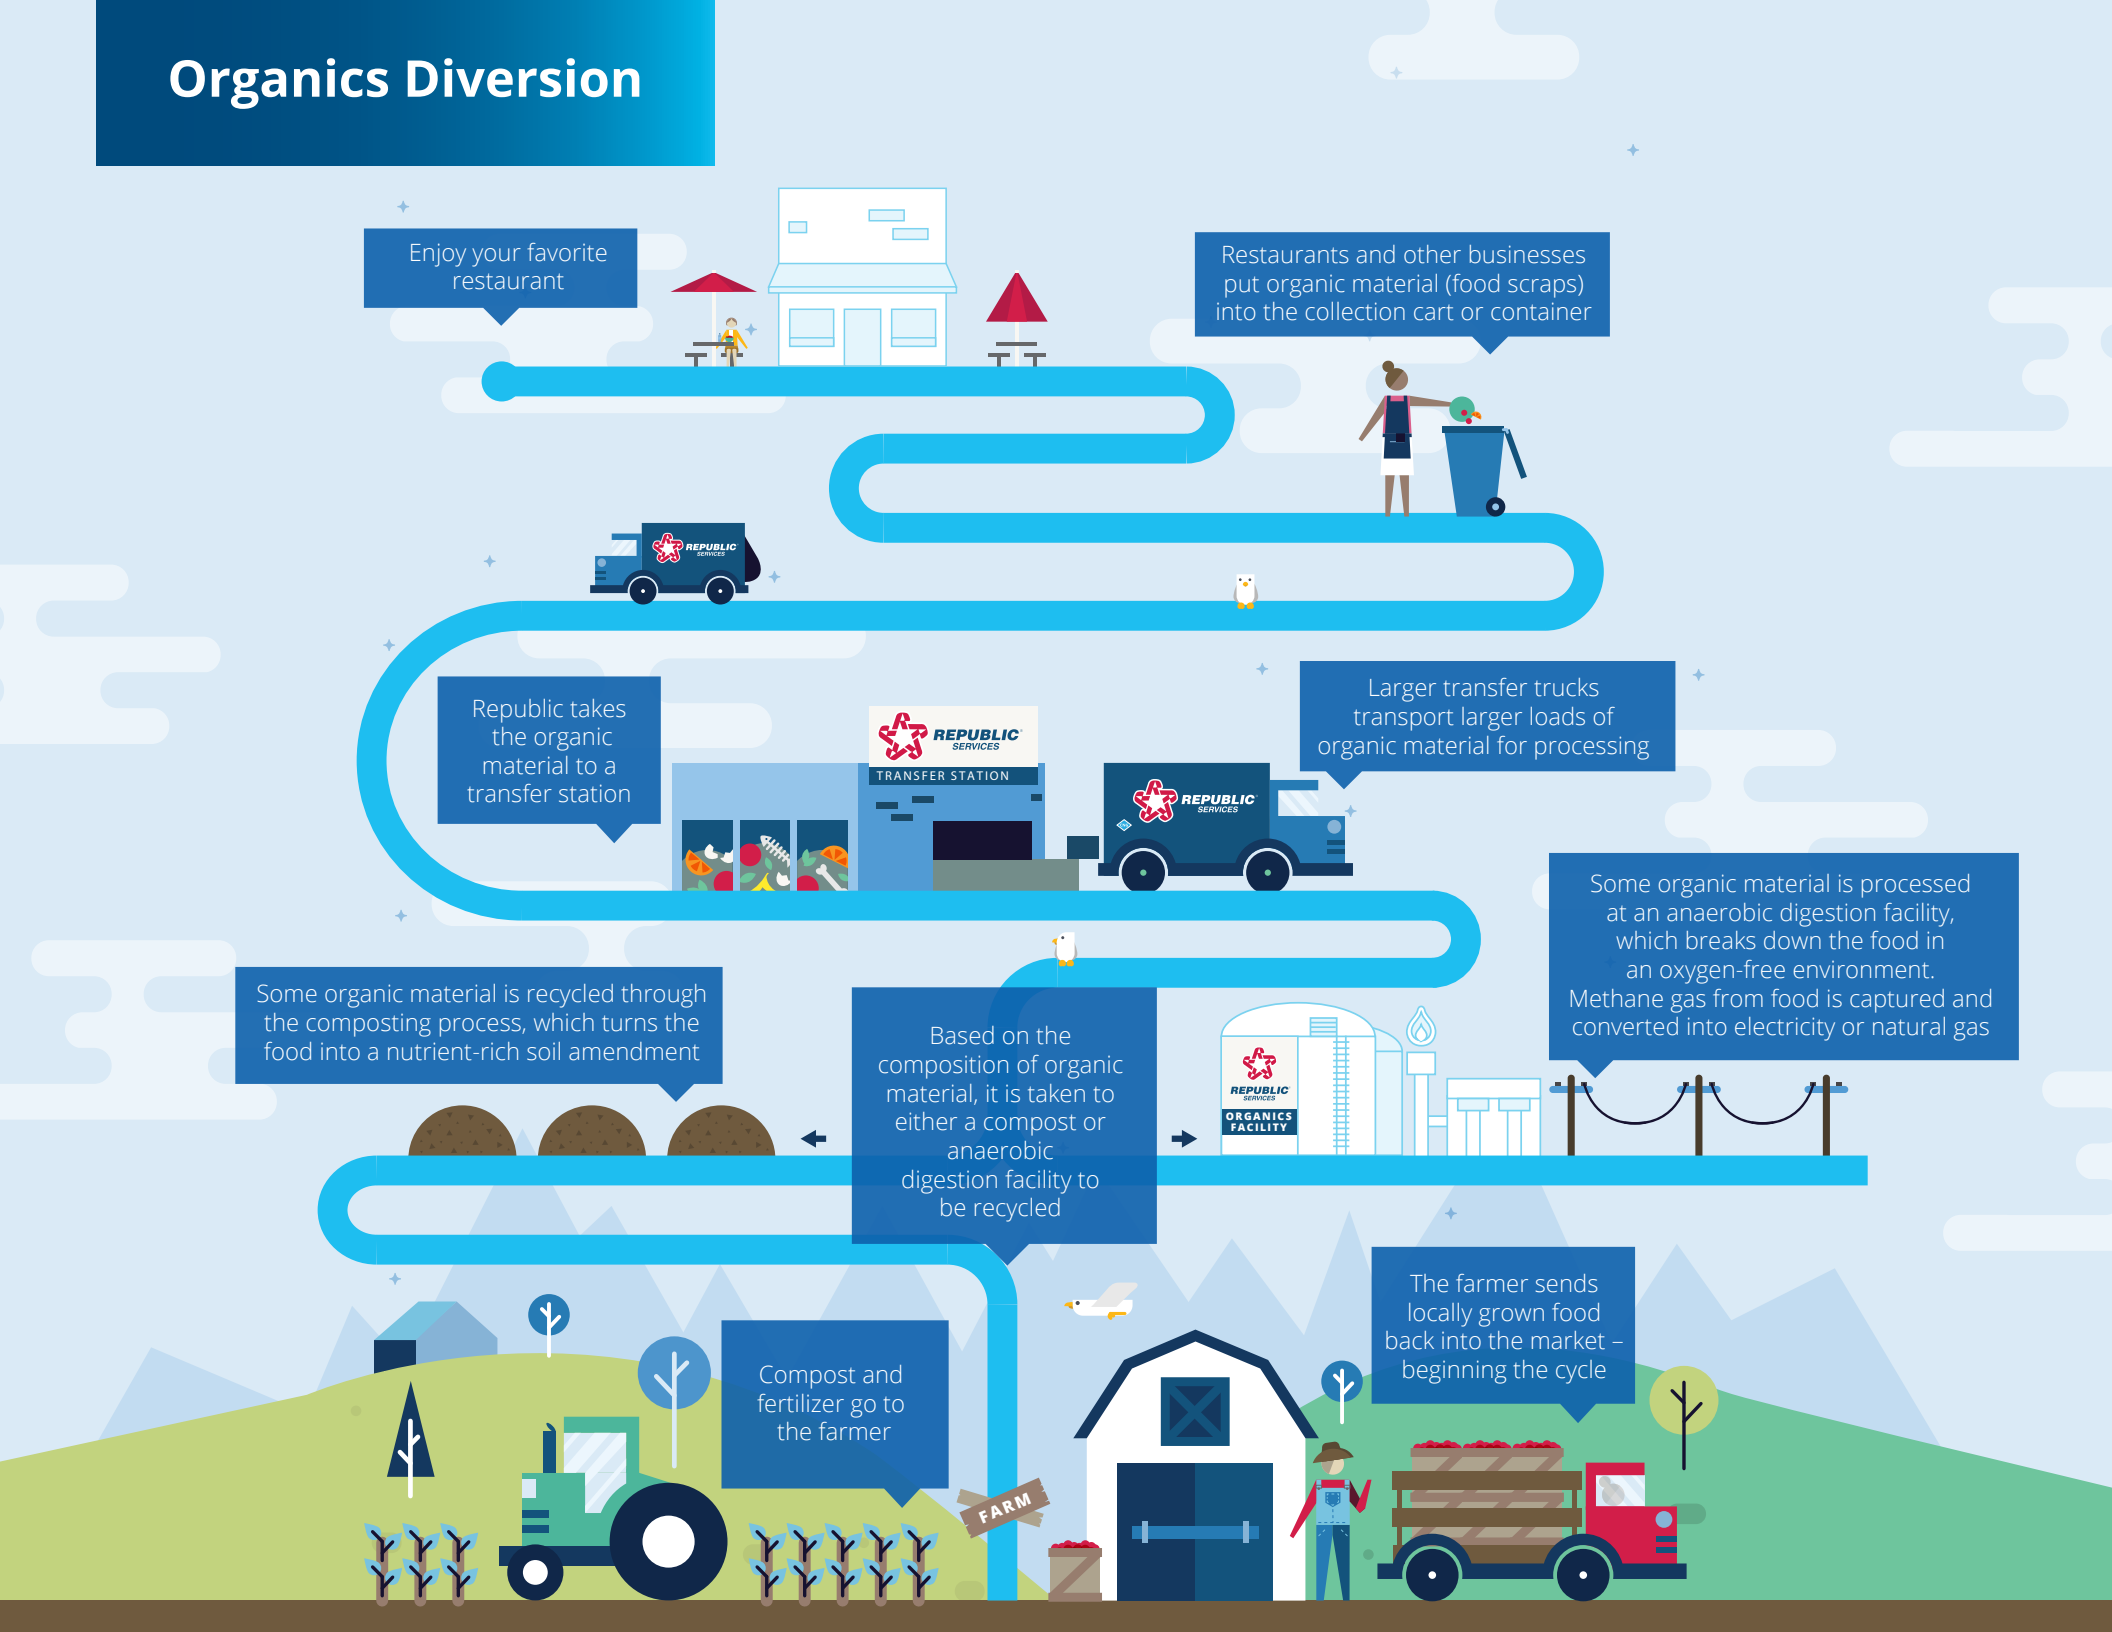 Organics Diversion
Enjoy your favorite
restaurant
Restaurants and other businesses
put organic material (food scraps)
into the collection cart or container
REPUBLIC
SERVICES
Republic takes
the organic
material to a
transfer station
REPUBLIC
SERVICES
TRANSFER STATION
Larger transfer trucks
transport larger loads of
organic material for processing
REPUBLIC
SERVICES
Some organic material is processed
at an anaerobic digestion facility,
which breaks down the food in
an oxygen-free environment.
Methane gas from food is captured and
converted into electricity or natural gas
Some organic material is recycled through
the composting process, which turns the
food into a nutrient-rich soil amendment
Based on the
composition of organic
material, it is taken to
either a compost or
anaerobic
digestion facility to
be recycled
REPUBLIC
SERVICES
ORGANICS
FACILITY
Compost and
fertilizer go to
the farmer
The farmer sends
locally grown food
back into the market –
beginning the cycle
FARM